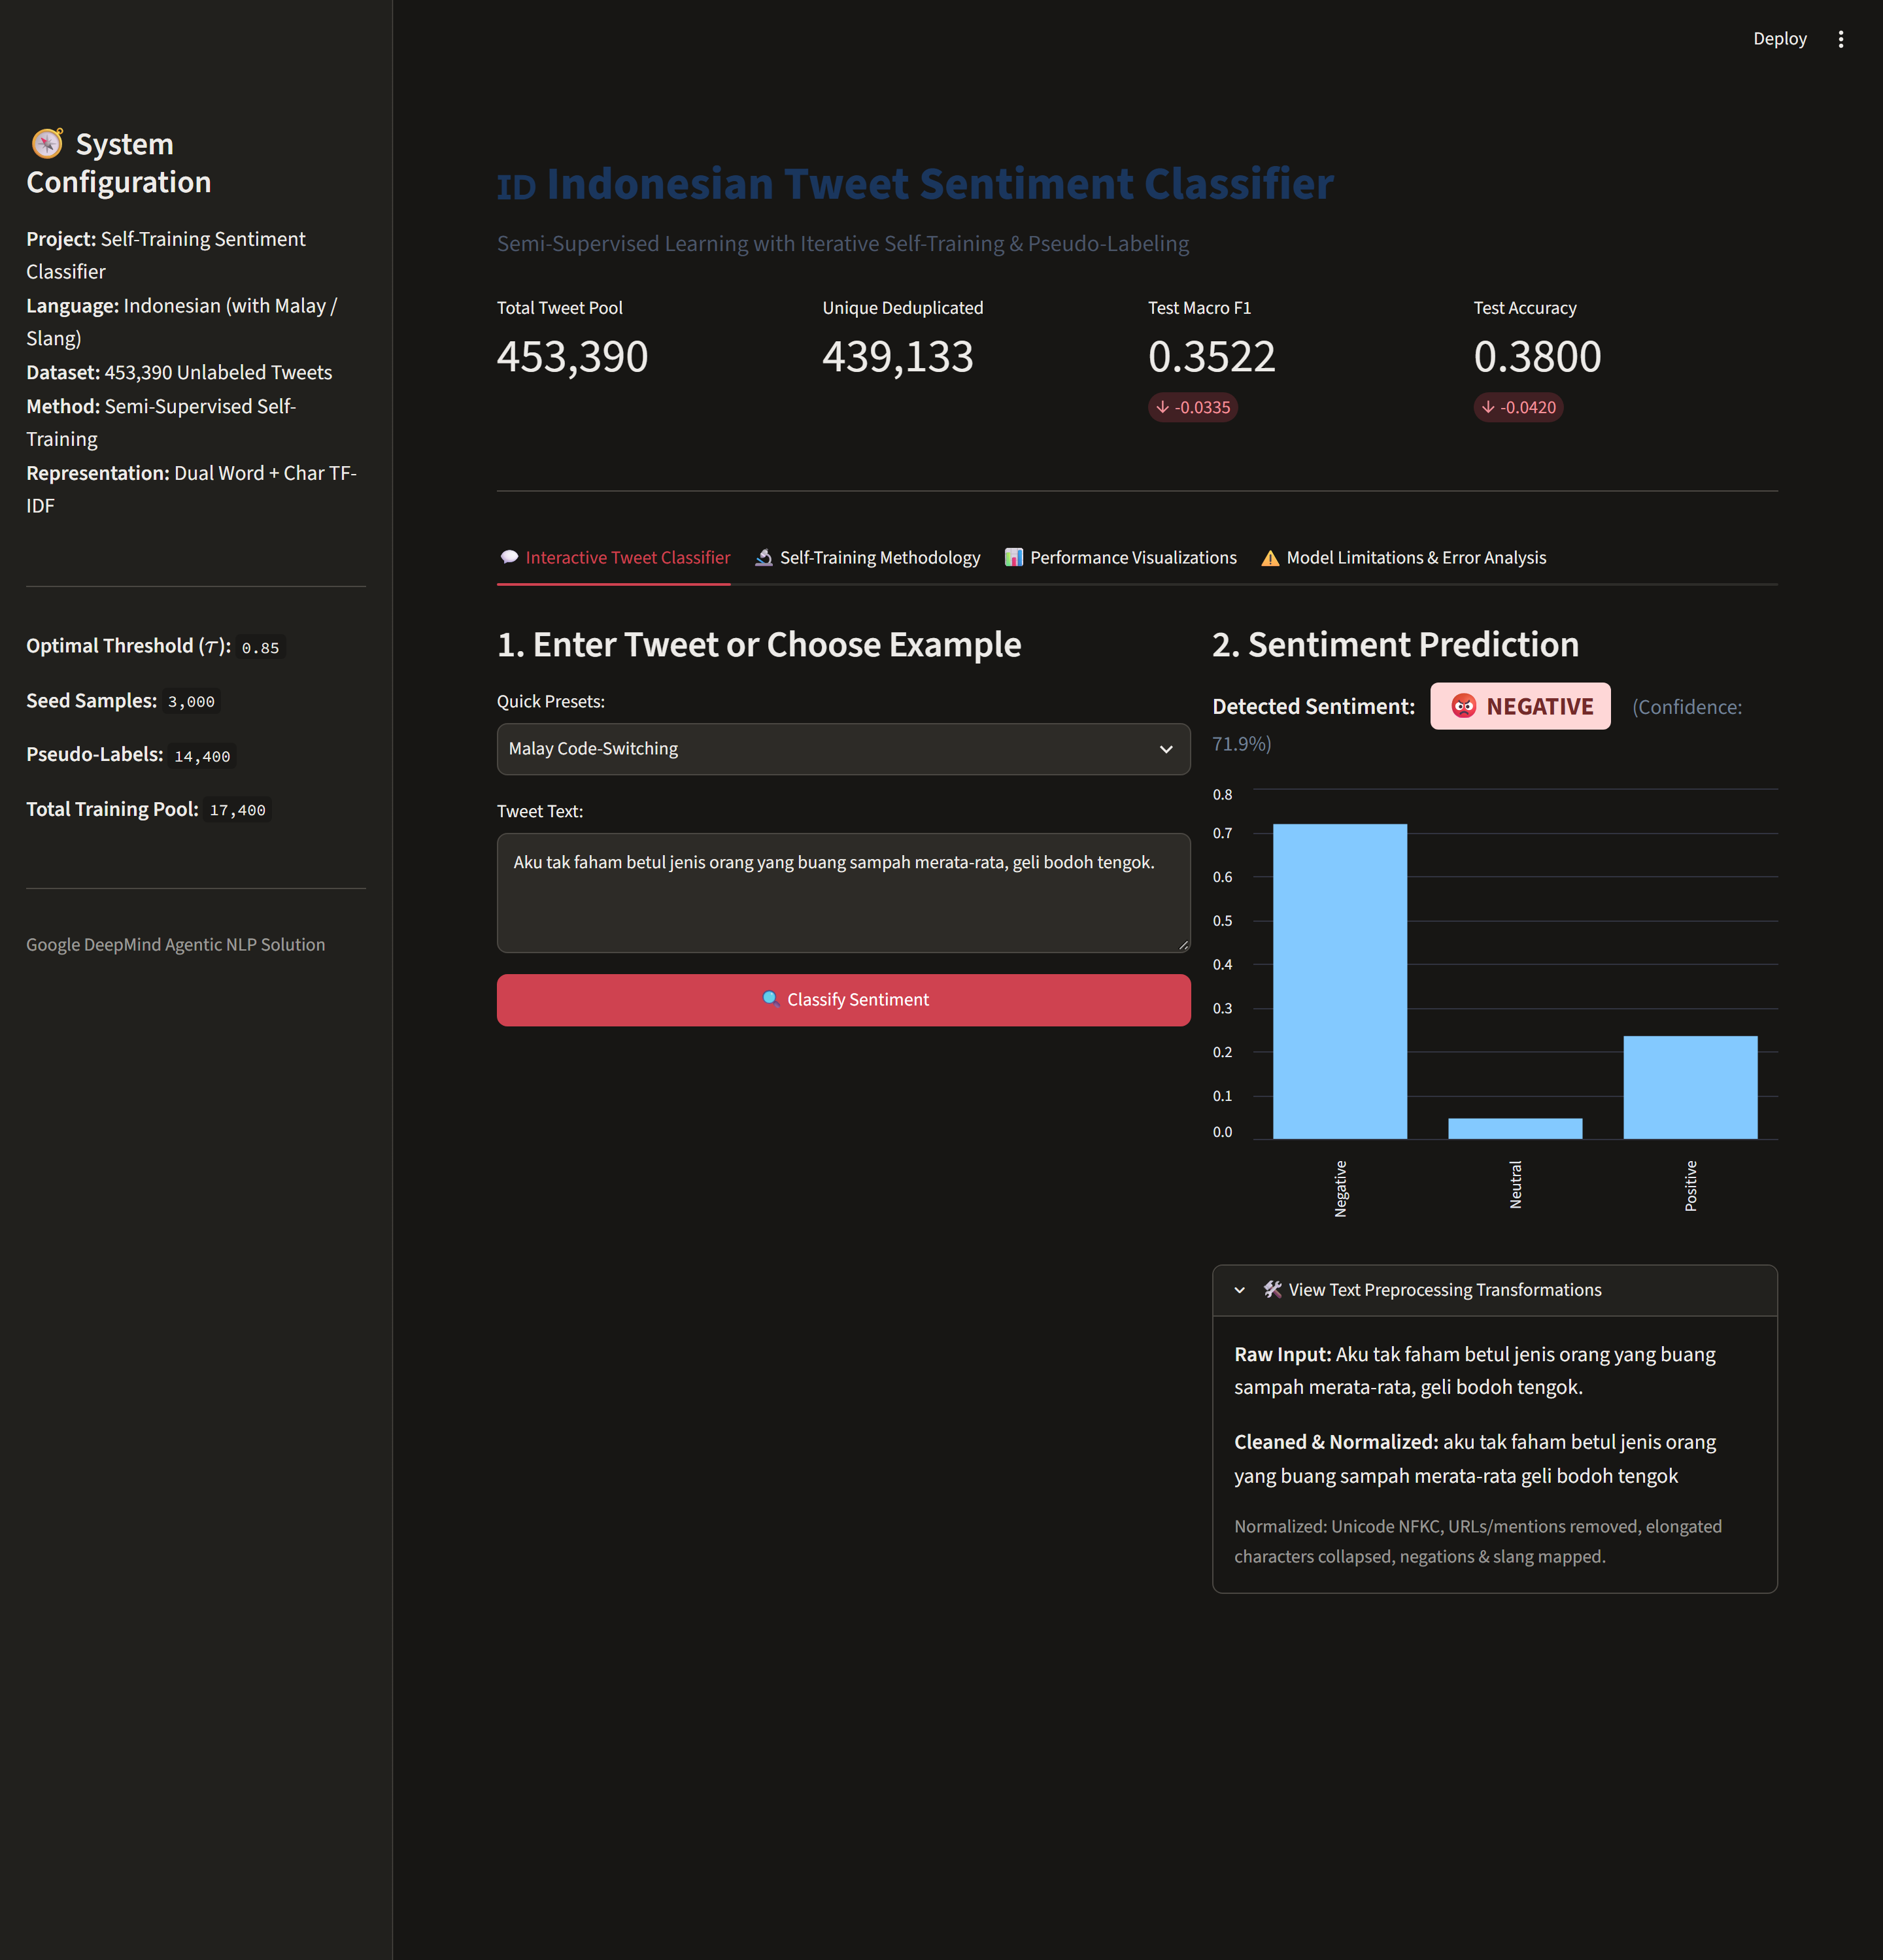 Deploy
🧭 System
Configuration
Project: Self-Training Sentiment
Classifier
Language: Indonesian (with Malay /
Slang)
Dataset: 453,390 Unlabeled Tweets
Method: Semi-Supervised Self-
Training
Representation: Dual Word + Char TF-
IDF
Optimal Threshold (τ): 0.85
Seed Samples: 3,000
Pseudo-Labels: 14,400
Total Training Pool: 17,400
Google DeepMind Agentic NLP Solution
ID Indonesian Tweet Sentiment Classifier
Semi-Supervised Learning with Iterative Self-Training & Pseudo-Labeling
Total Tweet Pool
453,390
Unique Deduplicated
439,133
Test Macro F1
0.3522
↓ -0.0335
Test Accuracy
0.3800
↓ -0.0420
💬 Interactive Tweet Classifier
🔬 Self-Training Methodology
📊 Performance Visualizations
⚠️ Model Limitations & Error Analysis
1. Enter Tweet or Choose Example
Quick Presets:
Malay Code-Switching
Tweet Text:
Aku tak faham betul jenis orang yang buang sampah merata-rata, geli bodoh tengok.
🔍 Classify Sentiment
2. Sentiment Prediction
Detected Sentiment: 😡 NEGATIVE (Confidence:
71.9%)
0.8
0.7
0.6
0.5
0.4
0.3
0.2
0.1
0.0
Negative
Neutral
Positive
🛠️ View Text Preprocessing Transformations
Raw Input: Aku tak faham betul jenis orang yang buang
sampah merata-rata, geli bodoh tengok.
Cleaned & Normalized: aku tak faham betul jenis orang
yang buang sampah merata-rata geli bodoh tengok
Normalized: Unicode NFKC, URLs/mentions removed, elongated
characters collapsed, negations & slang mapped.